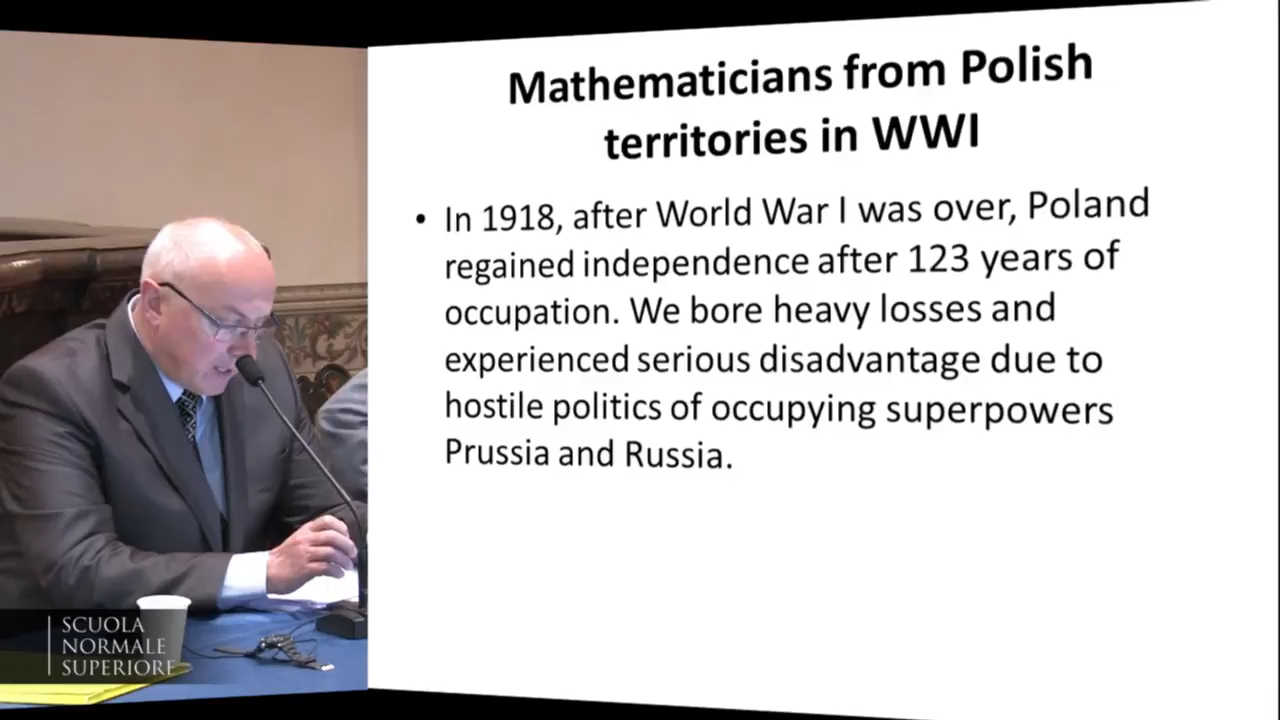 Mathematicians from Polish
territories in WWI
• In 1918, after World War I was over, Poland
regained independence after 123 years of
occupation. We bore heavy losses and
experienced serious disadvantage due to
hostile politics of occupying superpowers
Prussia and Russia.
SCUOLA
NORMALE
SUPERIORE